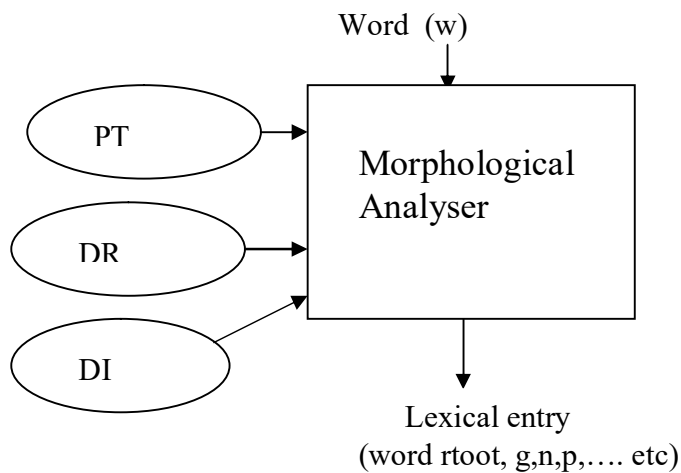 Word (w)
PT
Morphological
Analyser
DR
DI
Lexical entry
(word rtoot, g,n,p,…. etc)